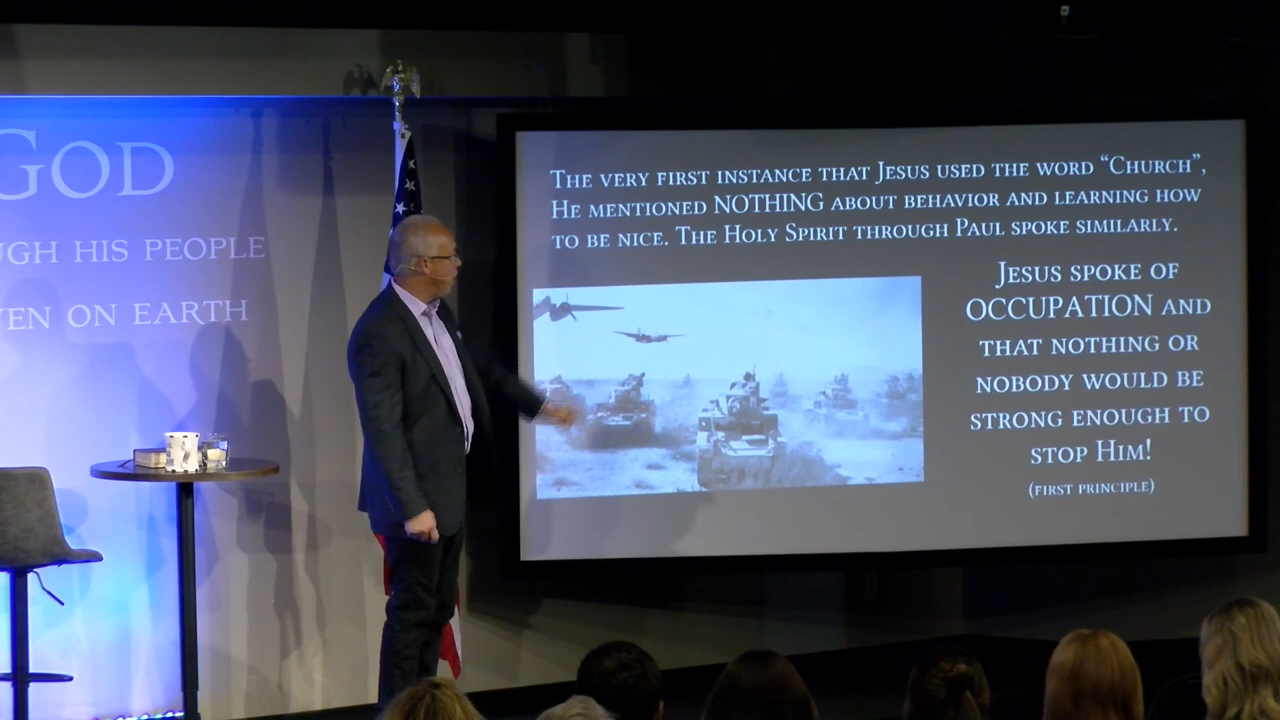 GOD
UGH HIS PEOPLE
VEN ON EARTH
THE VERY FIRST INSTANCE THAT JESUS USED THE WORD “CHURCH”,
HE MENTIONED NOTHING ABOUT BEHAVIOR AND LEARNING HOW
TO BE NICE. THE HOLY SPIRIT THROUGH PAUL SPOKE SIMILARLY.
JESUS SPOKE OF
OCCUPATION AND
THAT NOTHING OR
NOBODY WOULD BE
STRONG ENOUGH TO
STOP HIM!
(FIRST PRINCIPLE)